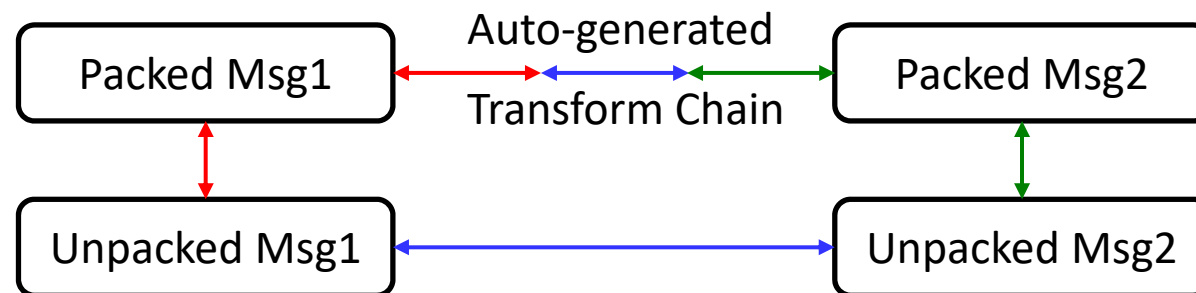 Auto-generated
Packed Msg1
Packed Msg2
Transform Chain
Unpacked Msg1
Unpacked Msg2